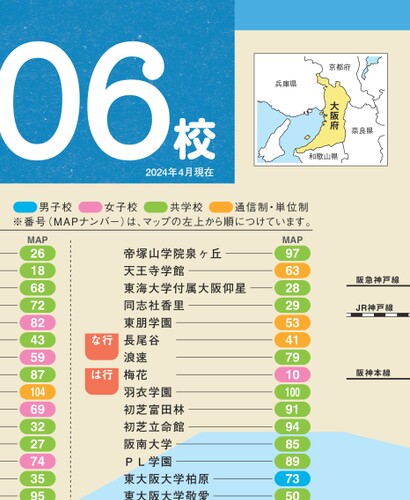 06校
2024年4月現在
京都府
兵庫県
大阪府
奈良県
和歌山県
男子校 女子校 共学校 通信制・単位制
※番号（MAPナンバー）は、マップの左上から順につけています。
MAP MAP
26 帝塚山学院泉ヶ丘 97
18 天王寺学館 63
68 東海大学付属大阪仰星 28
72 同志社香里 29
82 東朋学園 53
43 な行 長尾谷 41
59 浪速 79
87 は行 梅花 10
104 羽衣学園 100
69 初芝富田林 91
32 初芝立命館 94
27 阪南大学 85
74 ＰＬ学園 89
35 東大阪大学柏原 73
95 東大阪大学敬愛 50
阪急神戸線
JR神戸線
阪神本線